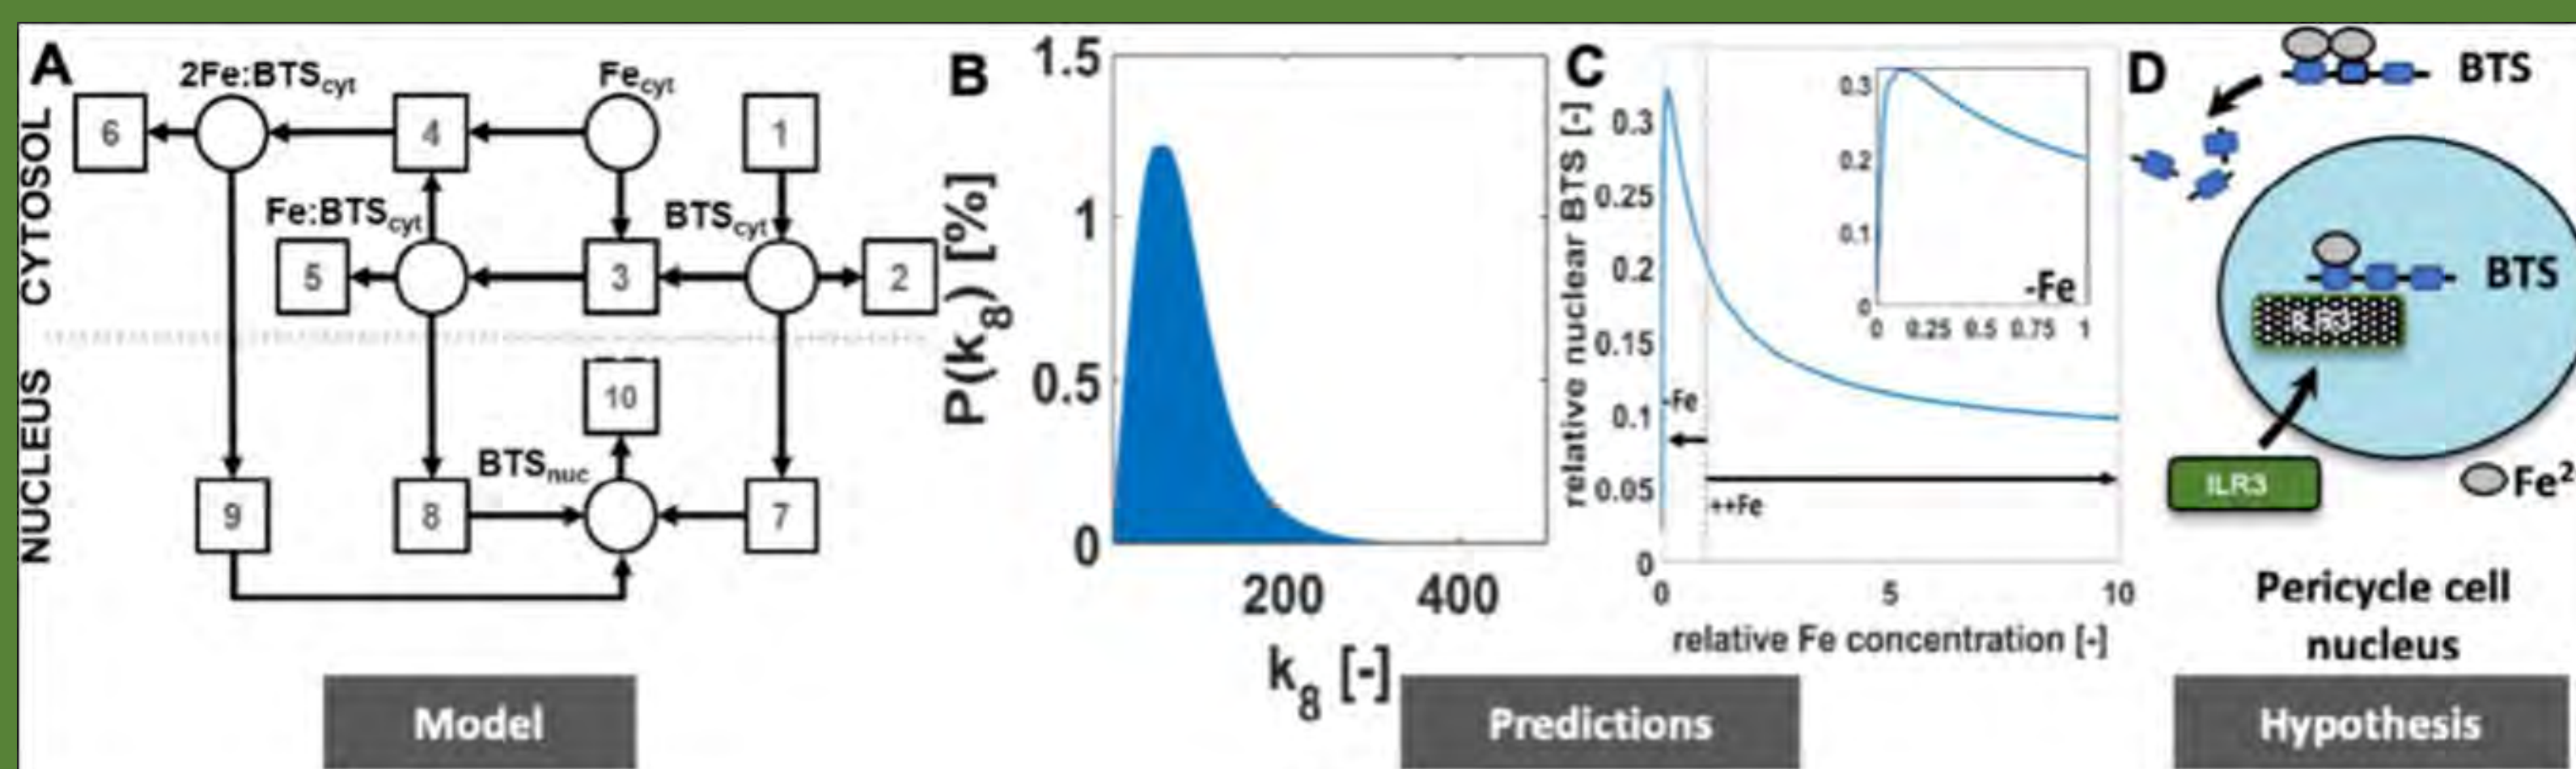 A
2Fe:BTScyt
Fecyt
6
4
1
CYTOSOL
Fe:BTScyt
BTScyt
5
3
2
NUCLEUS
10
BTSnuc
9
8
7
Model
B
P(k8) [%]
1.5
1
0.5
0
200
400
k8 [-]
C
relative nuclear BTS [-]
0.3
0.25
0.2
0.15
0.1
0.05
0
-Fe
++Fe
0
5
10
relative Fe concentration [-]
0.3
0.2
0.1
0
-Fe
0
0.25
0.5
0.75
1
Predictions
D
BTS
BTS
ILR3
ILR3
Fe2
Pericycle cell
nucleus
Hypothesis